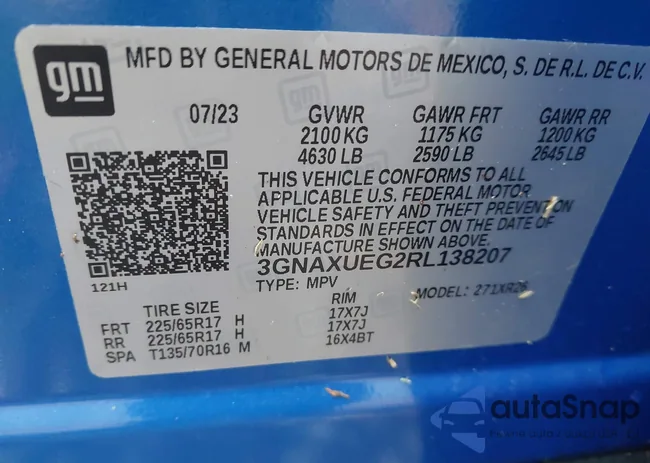 gm
MFD BY GENERAL MOTORS DE MEXICO, S. DE R.L. DE C.V.
07/23 GVWR GAWR FRT GAWR RR
2100 KG 1175 KG 1200 KG
4630 LB 2590 LB 2645 LB
THIS VEHICLE CONFORMS TO ALL
APPLICABLE U.S. FEDERAL MOTOR
VEHICLE SAFETY AND THEFT PREVENTION
STANDARDS IN EFFECT ON THE DATE OF
MANUFACTURE SHOWN ABOVE.
3GNAXUEG2RL138207
TYPE: MPV MODEL: 271XR26
121H
TIRE SIZE RIM
FRT 225/65R17 H 17X7J
RR 225/65R17 H 17X7J
SPA T135/70R16 M 16X4BT
autaSnap